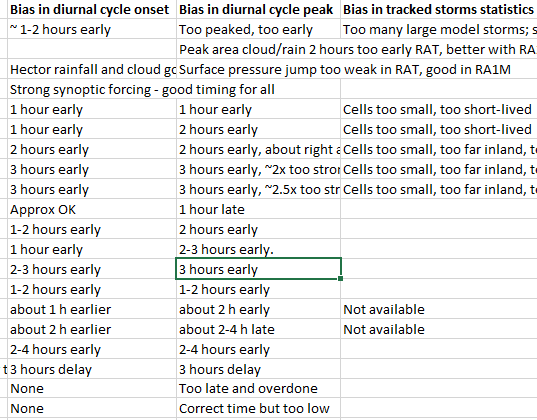 Bias in diurnal cycle onset Bias in diurnal cycle peak Bias in tracked storms statistics
~ 1-2 hours early Too peaked, too early Too many large model storms; s
Peak area cloud/rain 2 hours too early RAT, better with RA
Hector rainfall and cloud gc Surface pressure jump too weak in RAT, good in RA1M
Strong synoptic forcing - good timing for all
1 hour early 1 hour early Cells too small, too short-lived
1 hour early 2 hours early Cells too small, too short-lived
2 hours early 2 hours early, about right a Cells too small, too far inland, t
3 hours early 3 hours early, ~2x too stron Cells too small, too far inland, t
3 hours early 3 hours early, ~2.5x too str Cells too small, too far inland, t
Approx OK 1 hour late
1-2 hours early 2 hours early
1 hour early 2-3 hours early.
2-3 hours early 3 hours early
1-2 hours early 1-2 hours early
about 1 h earlier about 2 h early Not available
about 2 h earlier about 2-4 h late Not available
2-4 hours early 2-4 hours early
t 3 hours delay 3 hours delay
None Too late and overdone
None Correct time but too low